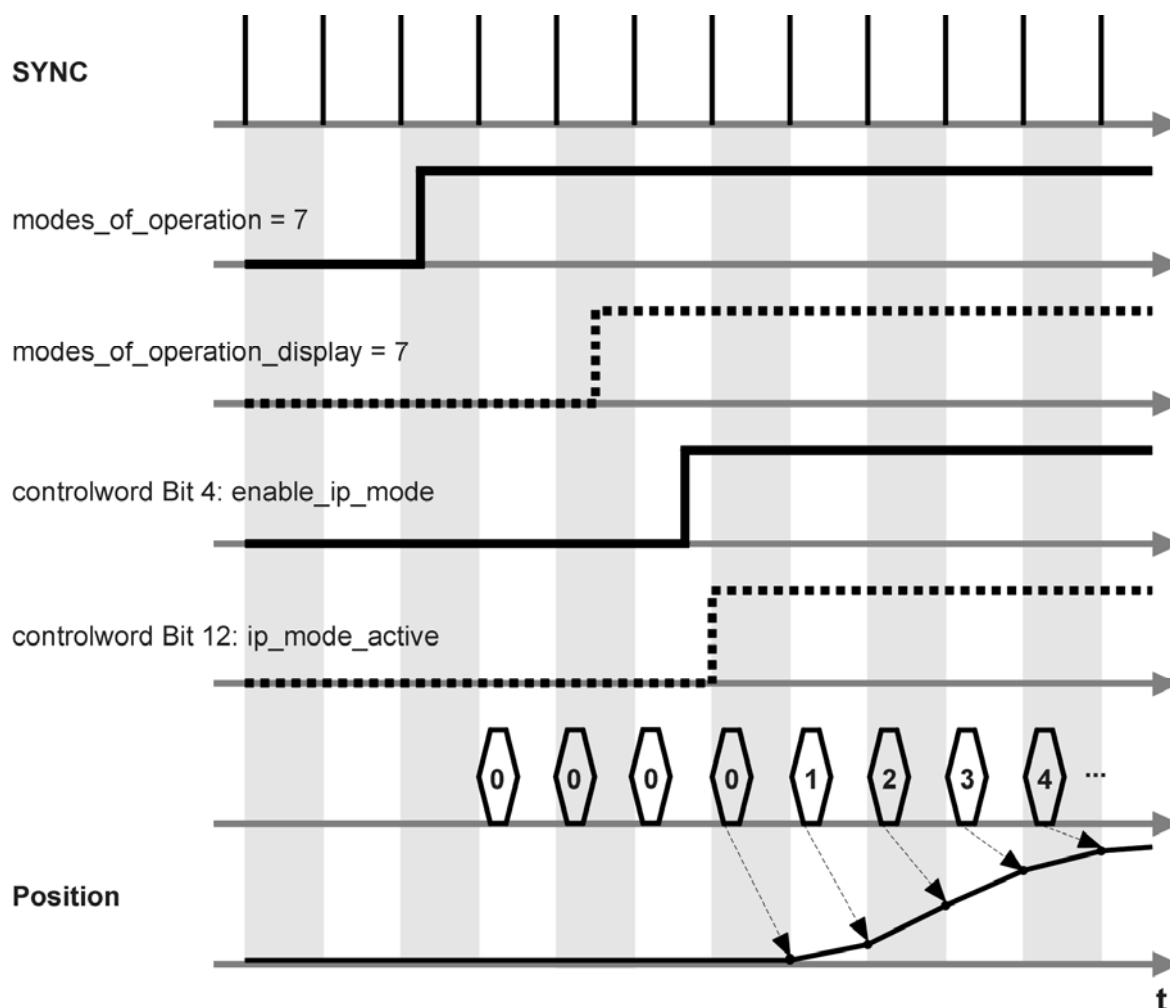 SYNC
modes_of_operation = 7
modes_of_operation_display = 7
controlword Bit 4: enable_ip_mode
controlword Bit 12: ip_mode_active
0 0 0 0 1 2 3 4 ...
Position
t